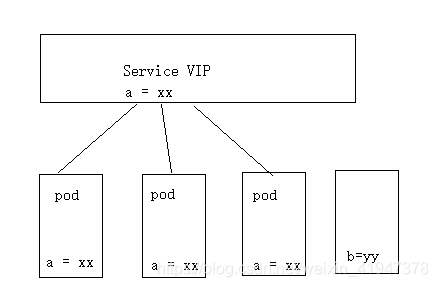 Service VIP
a = xx
pod
pod
pod
b=yy
a = xx
a = xx
a = xx
https://blog.csdn.net/weixin_41947378